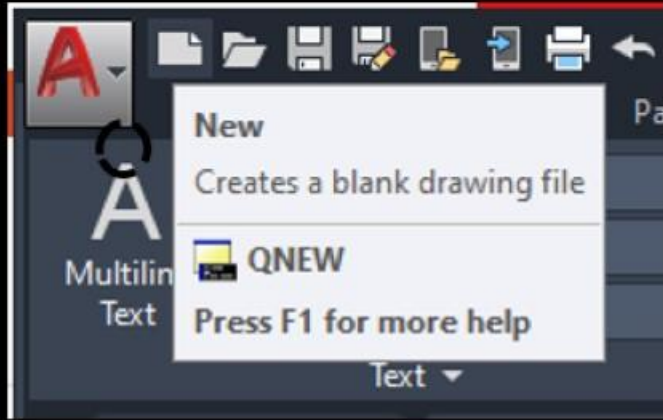 A
Pa
New
Creates a blank drawing file
QNEW
Press F1 for more help
A
Multilin
Text
Text